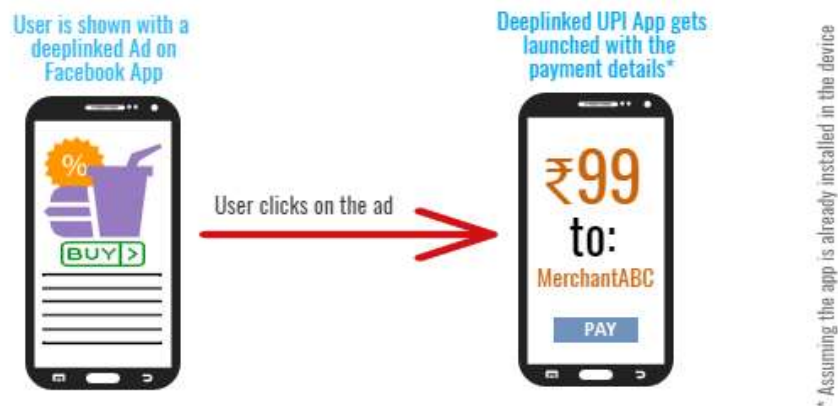 User is shown with a
deeplinked Ad on
Facebook App
%
BUY >
User clicks on the ad
Deeplinked UPI App gets
launched with the
payment details*
₹99
to:
MerchantABC
PAY
* Assuming the app is already installed in the device